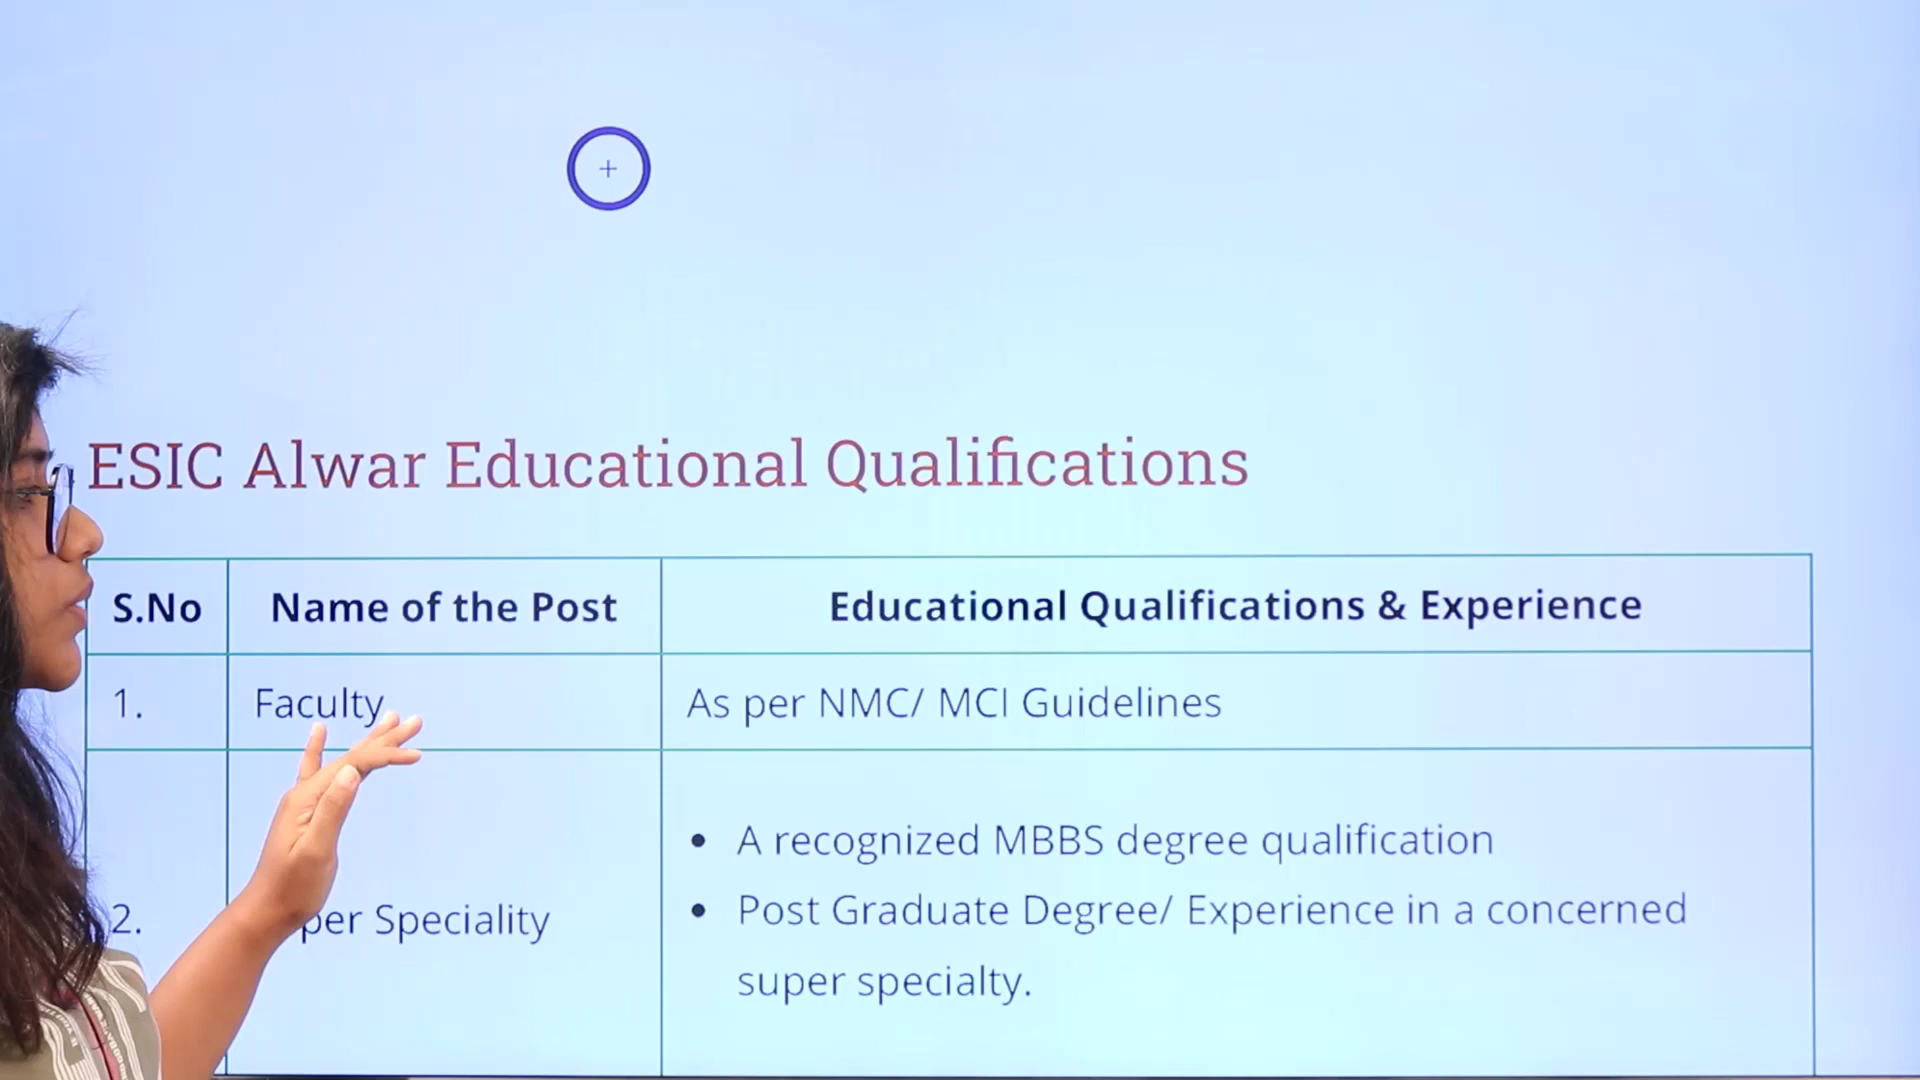 ESIC Alwar Educational Qualifications
S.No Name of the Post Educational Qualifications & Experience
1. Faculty As per NMC/ MCI Guidelines
• A recognized MBBS degree qualification
2. per Speciality • Post Graduate Degree/ Experience in a concerned
super specialty.